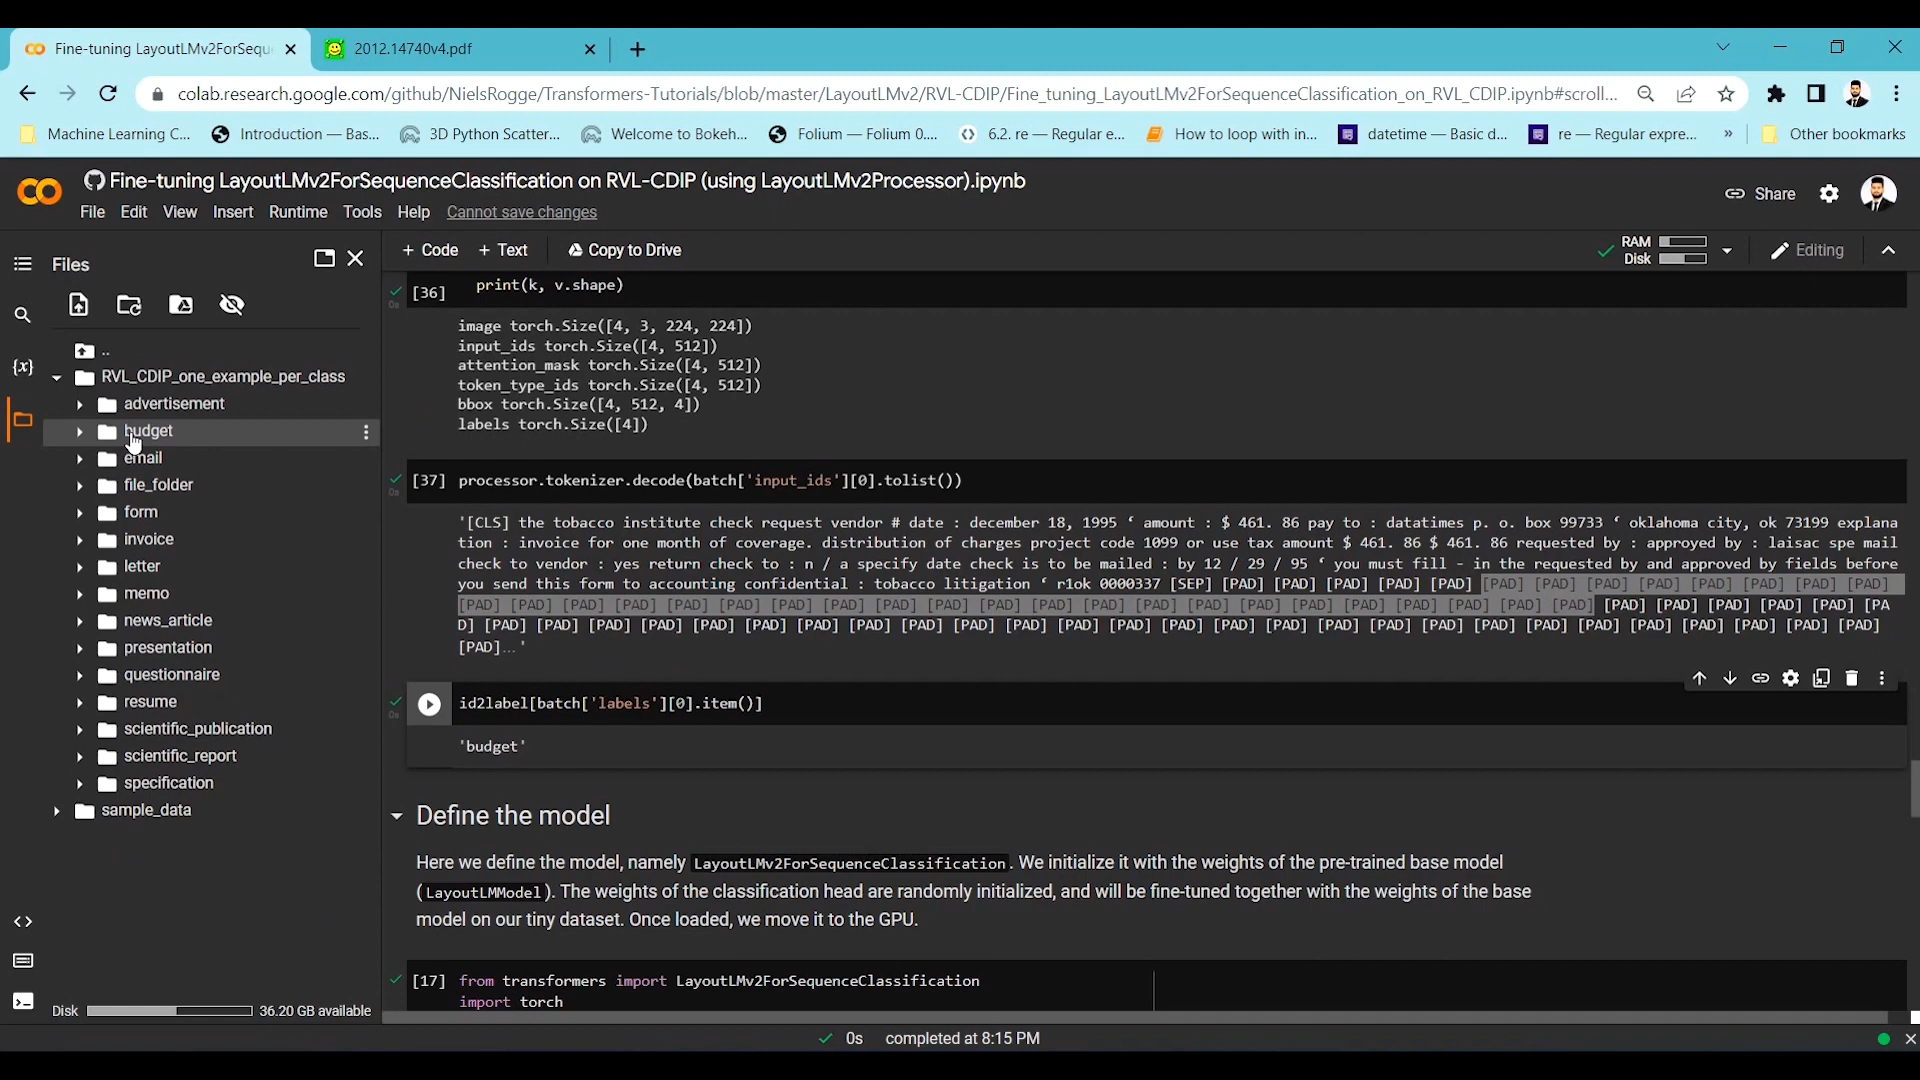 Fine-tuning LayoutLMv2ForSequ
2012.14740v4.pdf
colab.research.google.com/github/NielsRogge/Transformers-Tutorials/blob/master/LayoutLMv2/RVL-CDIP/Fine_tuning_LayoutLMv2ForSequenceClassification_on_RVL_CDIP.ipynb#scroll...
Machine Learning C...
Introduction — Bas...
3D Python Scatter...
Welcome to Bokeh...
Folium — Folium 0....
6.2. re — Regular e...
How to loop with in...
datetime — Basic d...
re — Regular expre...
»
Other bookmarks
Fine-tuning LayoutLMv2ForSequenceClassification on RVL-CDIP (using LayoutLMv2Processor).ipynb
File Edit View Insert Runtime Tools Help Cannot save changes
Share
Files
+ Code + Text Copy to Drive
RAM
Disk
Editing
..
RVL_CDIP_one_example_per_class
advertisement
budget
email
file_folder
form
invoice
letter
memo
news_article
presentation
questionnaire
resume
scientific_publication
scientific_report
specification
sample_data
{x}
Disk 36.20 GB available
[36] print(k, v.shape)
0s
image torch.Size([4, 3, 224, 224])
input_ids torch.Size([4, 512])
attention_mask torch.Size([4, 512])
token_type_ids torch.Size([4, 512])
bbox torch.Size([4, 512, 4])
labels torch.Size([4])
[37] processor.tokenizer.decode(batch['input_ids'][0].tolist())
0s
'[CLS] the tobacco institute check request vendor # date : december 18, 1995 ‘ amount : $ 461. 86 pay to : datatimes p. o. box 99733 ‘ oklahoma city, ok 73199 explana
tion : invoice for one month of coverage. distribution of charges project code 1099 or use tax amount $ 461. 86 $ 461. 86 requested by : approved by : laisac spe mail
check to vendor : yes return check to : n / a specify date check is to be mailed : by 12 / 29 / 95 ‘ you must fill - in the requested by and approved by fields before
you send this form to accounting confidential : tobacco litigation ‘ r1ok 0000337 [SEP] [PAD] [PAD] [PAD] [PAD] [PAD] [PAD] [PAD] [PAD] [PAD] [PAD] [PAD] [PAD] [PAD]
[PAD] [PAD] [PAD] [PAD] [PAD] [PAD] [PAD] [PAD] [PAD] [PAD] [PAD] [PAD] [PAD] [PAD] [PAD] [PAD] [PAD] [PAD] [PAD] [PAD] [PAD] [PAD] [PAD] [PAD] [PAD] [PAD] [PAD] [PA
D] [PAD] [PAD] [PAD] [PAD] [PAD] [PAD] [PAD] [PAD] [PAD] [PAD] [PAD] [PAD] [PAD] [PAD] [PAD] [PAD] [PAD] [PAD] [PAD] [PAD] [PAD] [PAD] [PAD] [PAD] [PAD] [PAD] [PAD]
[PAD]...'
id2label[batch['labels'][0].item()]
0s
'budget'
Define the model
Here we define the model, namely LayoutLMv2ForSequenceClassification. We initialize it with the weights of the pre-trained base model
(LayoutLMModel). The weights of the classification head are randomly initialized, and will be fine-tuned together with the weights of the base
model on our tiny dataset. Once loaded, we move it to the GPU.
[17] from transformers import LayoutLMv2ForSequenceClassification
import torch
0s completed at 8:15 PM